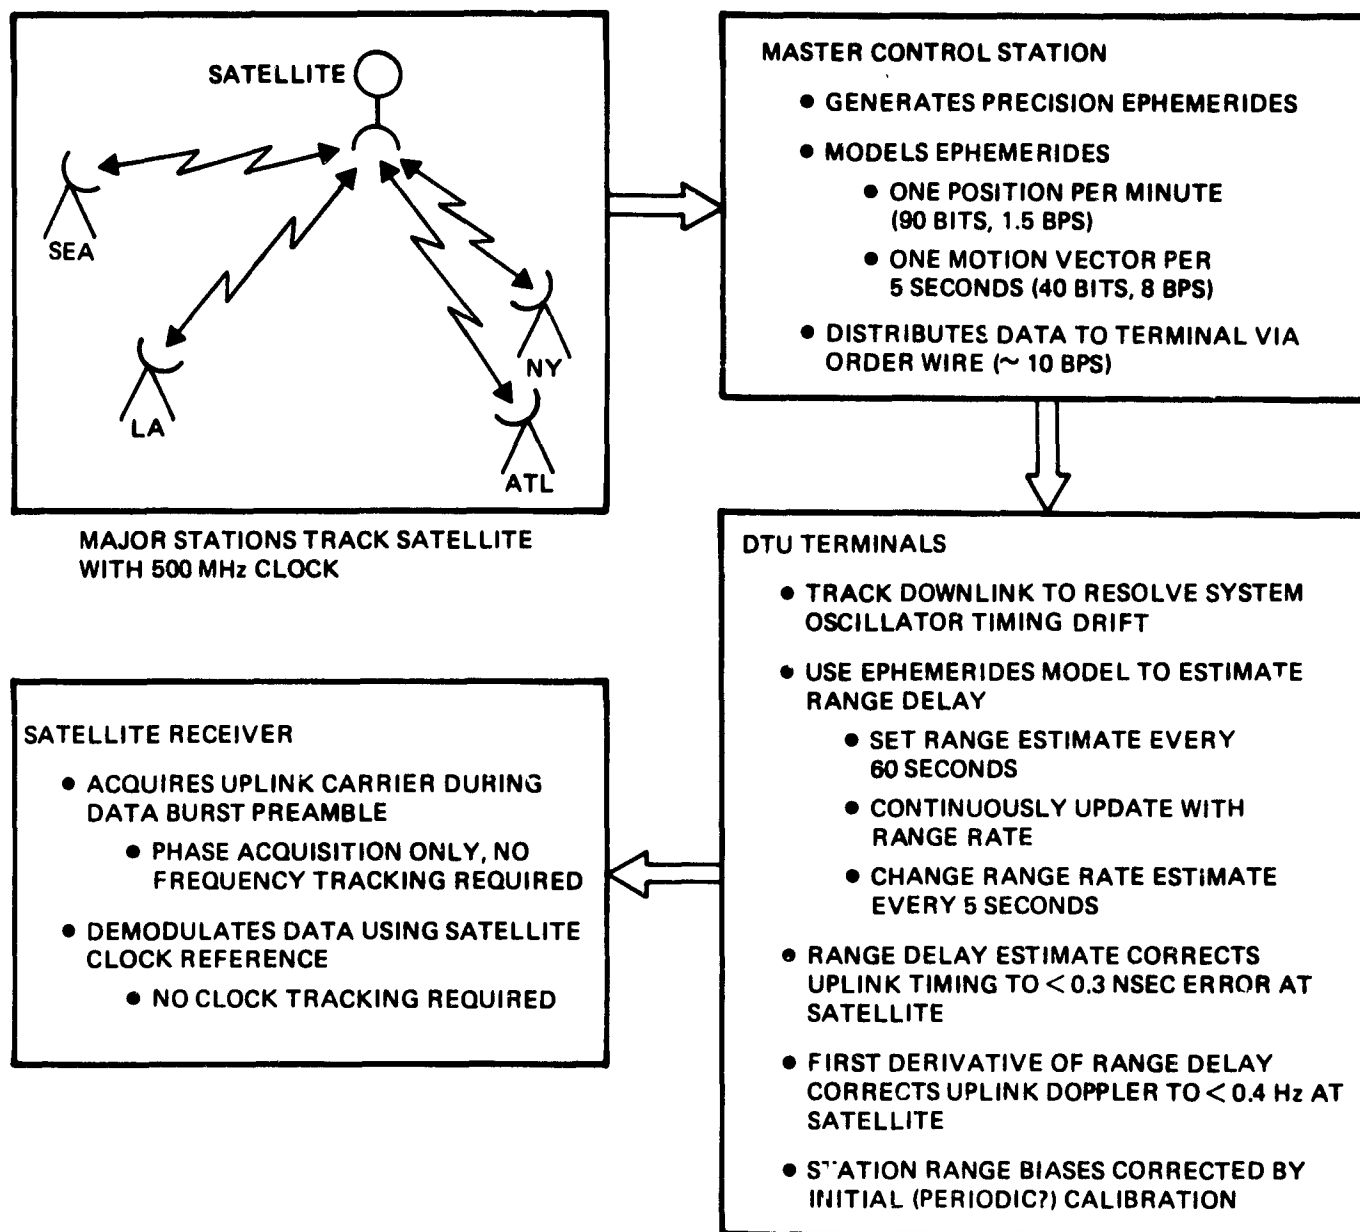 SATELLITE
SEA
LA
NY
ATL
MAJOR STATIONS TRACK SATELLITE
WITH 500 MHz CLOCK
MASTER CONTROL STATION
• GENERATES PRECISION EPHEMERIDES
• MODELS EPHEMERIDES
• ONE POSITION PER MINUTE
(90 BITS, 1.5 BPS)
• ONE MOTION VECTOR PER
5 SECONDS (40 BITS, 8 BPS)
• DISTRIBUTES DATA TO TERMINAL VIA
ORDER WIRE (~ 10 BPS)
DTU TERMINALS
• TRACK DOWNLINK TO RESOLVE SYSTEM
OSCILLATOR TIMING DRIFT
• USE EPHEMERIDES MODEL TO ESTIMATE
RANGE DELAY
• SET RANGE ESTIMATE EVERY
60 SECONDS
• CONTINUOUSLY UPDATE WITH
RANGE RATE
• CHANGE RANGE RATE ESTIMATE
EVERY 5 SECONDS
• RANGE DELAY ESTIMATE CORRECTS
UPLINK TIMING TO < 0.3 NSEC ERROR AT
SATELLITE
• FIRST DERIVATIVE OF RANGE DELAY
CORRECTS UPLINK DOPPLER TO < 0.4 Hz AT
SATELLITE
• STATION RANGE BIASES CORRECTED BY
INITIAL (PERIODIC?) CALIBRATION
SATELLITE RECEIVER
• ACQUIRES UPLINK CARRIER DURING
DATA BURST PREAMBLE
• PHASE ACQUISITION ONLY, NO
FREQUENCY TRACKING REQUIRED
• DEMODULATES DATA USING SATELLITE
CLOCK REFERENCE
• NO CLOCK TRACKING REQUIRED